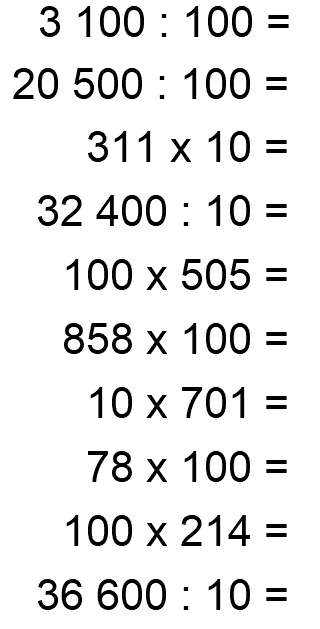 3 100 : 100 =
20 500 : 100 =
311 x 10 =
32 400 : 10 =
100 x 505 =
858 x 100 =
10 x 701 =
78 x 100 =
100 x 214 =
36 600 : 10 =